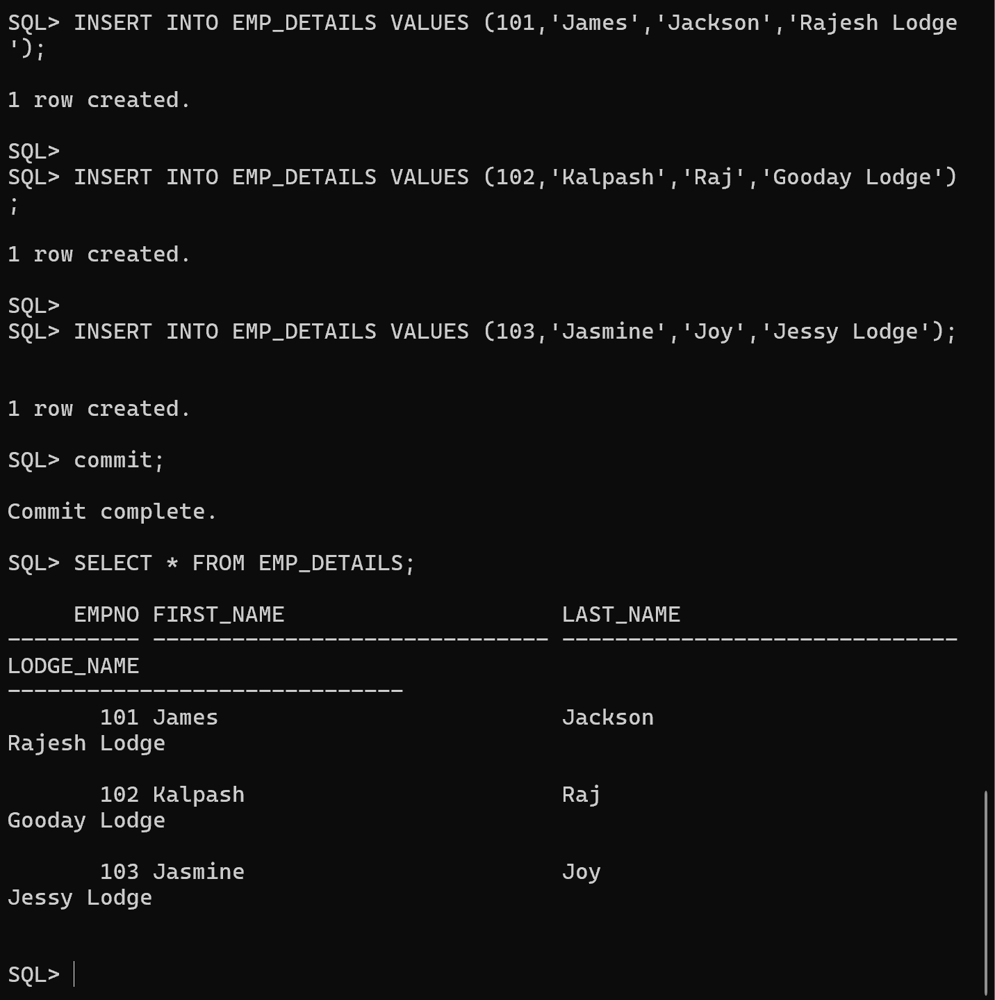 SQL> INSERT INTO EMP_DETAILS VALUES (101,'James','Jackson','Rajesh Lodge
');
1 row created.
SQL>
SQL> INSERT INTO EMP_DETAILS VALUES (102,'Kalpash','Raj','Gooday Lodge')
;
1 row created.
SQL>
SQL> INSERT INTO EMP_DETAILS VALUES (103,'Jasmine','Joy','Jessy Lodge');
1 row created.
SQL> commit;
Commit complete.
SQL> SELECT * FROM EMP_DETAILS;
     EMPNO FIRST_NAME                     LAST_NAME
---------- ------------------------------ ------------------------------
LODGE_NAME
------------------------------
       101 James                          Jackson
Rajesh Lodge
       102 Kalpash                        Raj
Gooday Lodge
       103 Jasmine                        Joy
Jessy Lodge
SQL>